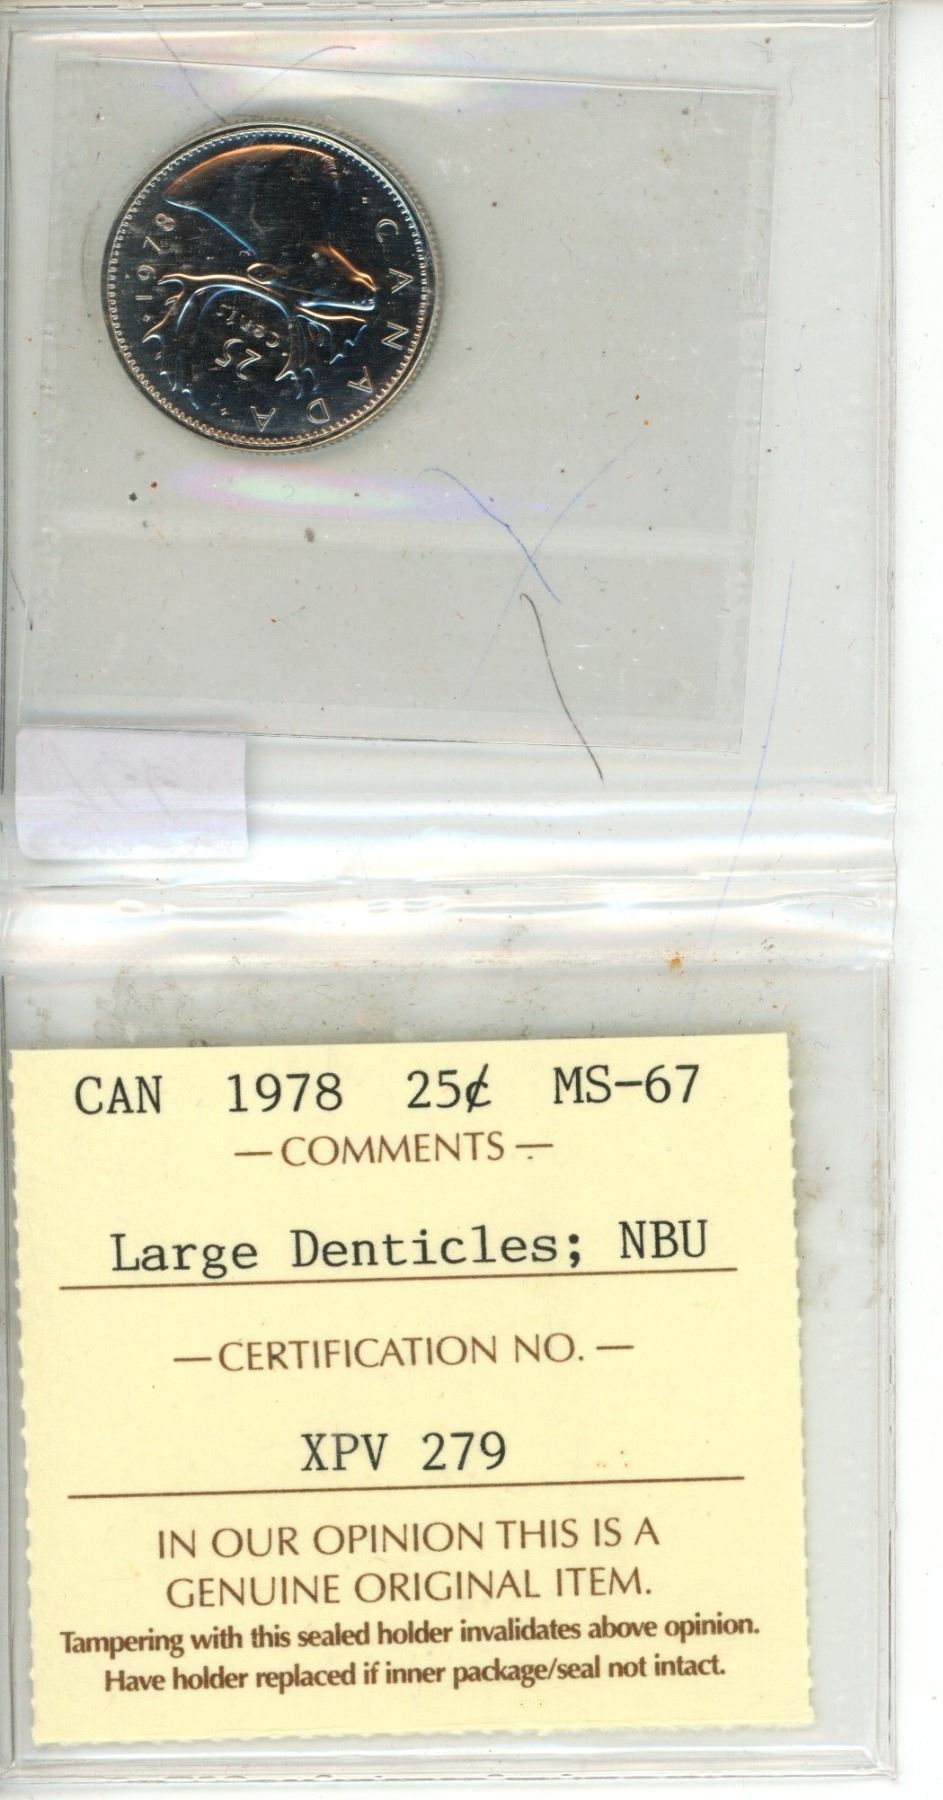 CANADA
1978
25
cents
CAN 1978 25¢ MS-67
— COMMENTS —
Large Denticles; NBU
— CERTIFICATION NO. —
XPV 279
IN OUR OPINION THIS IS A
GENUINE ORIGINAL ITEM.
Tampering with this sealed holder invalidates above opinion.
Have holder replaced if inner package/seal not intact.